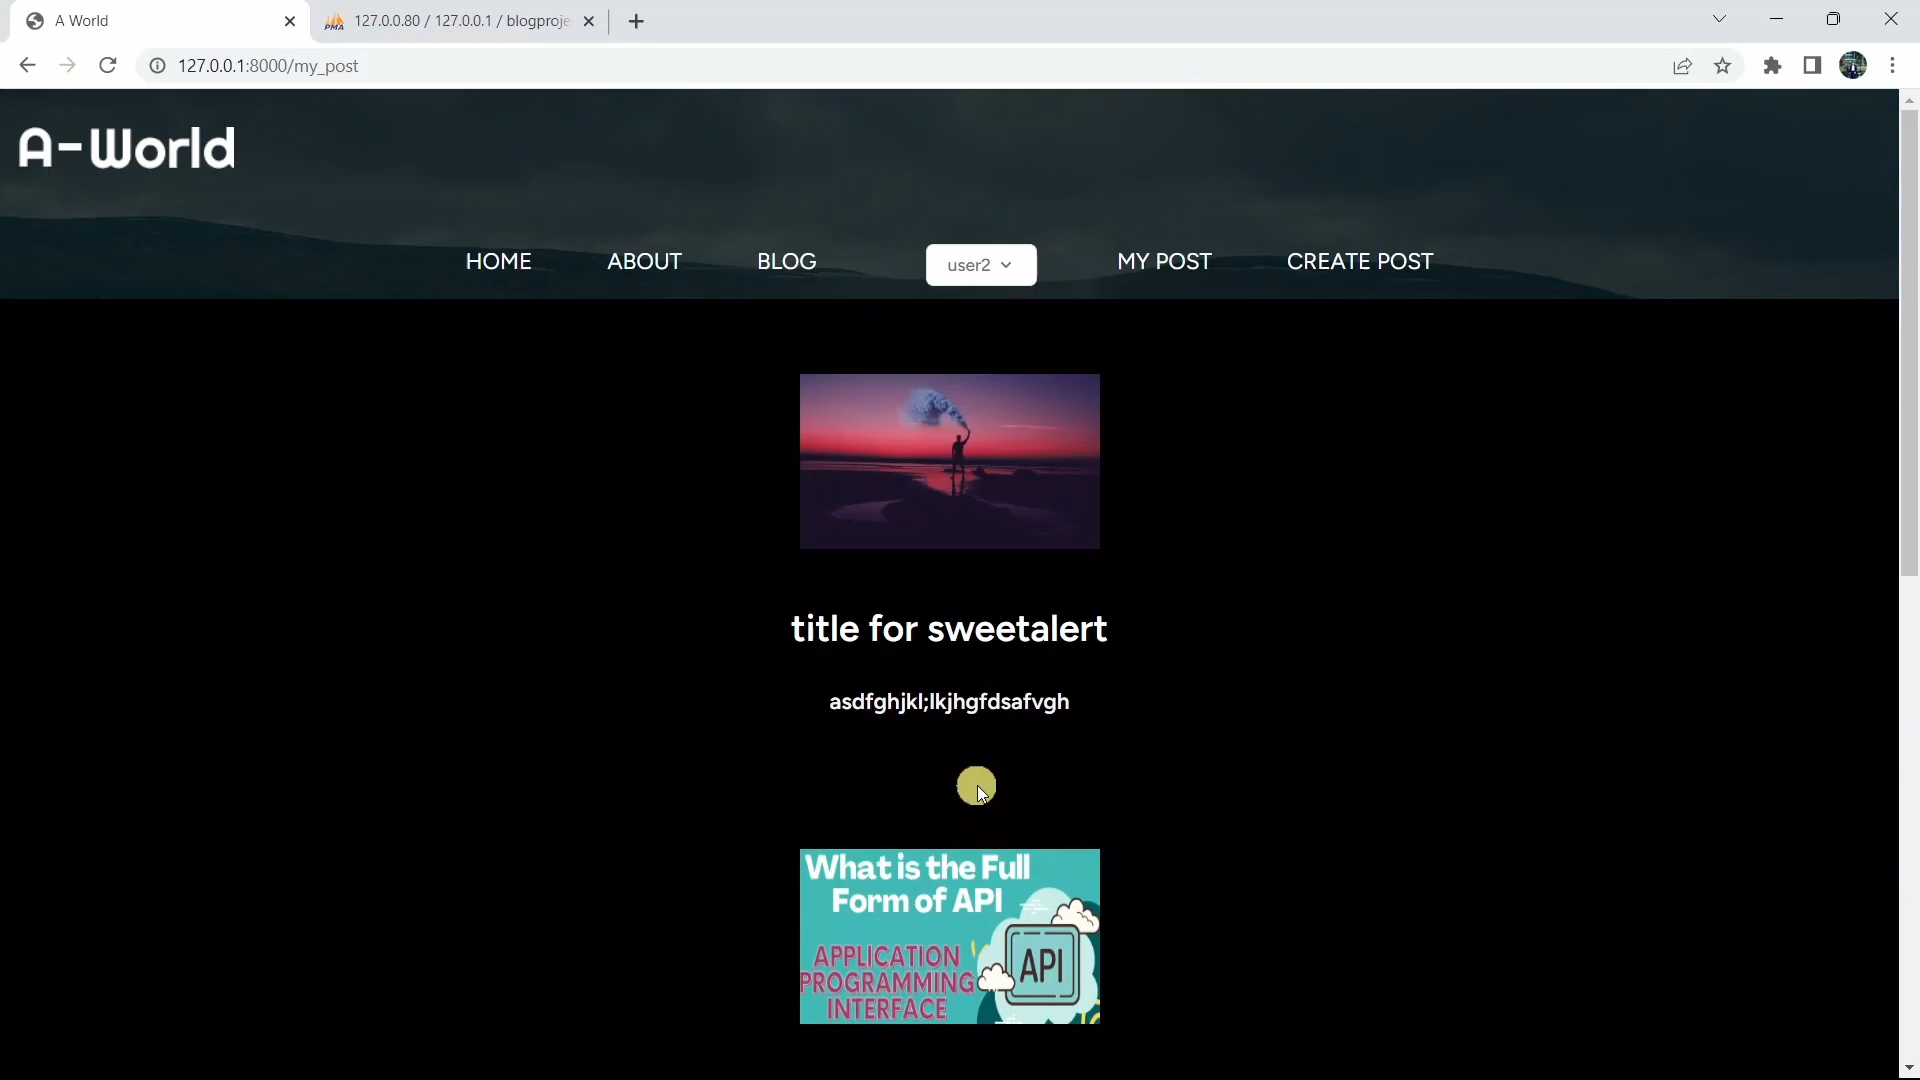 A World
PMA 127.0.0.80 / 127.0.0.1 / blogproje
127.0.0.1:8000/my_post
A-World
HOME ABOUT BLOG user2 MY POST CREATE POST
title for sweetalert
asdfghjkl;lkjhgfdsafvgh
What is the Full
Form of API
APPLICATION
PROGRAMMING
INTERFACE
API